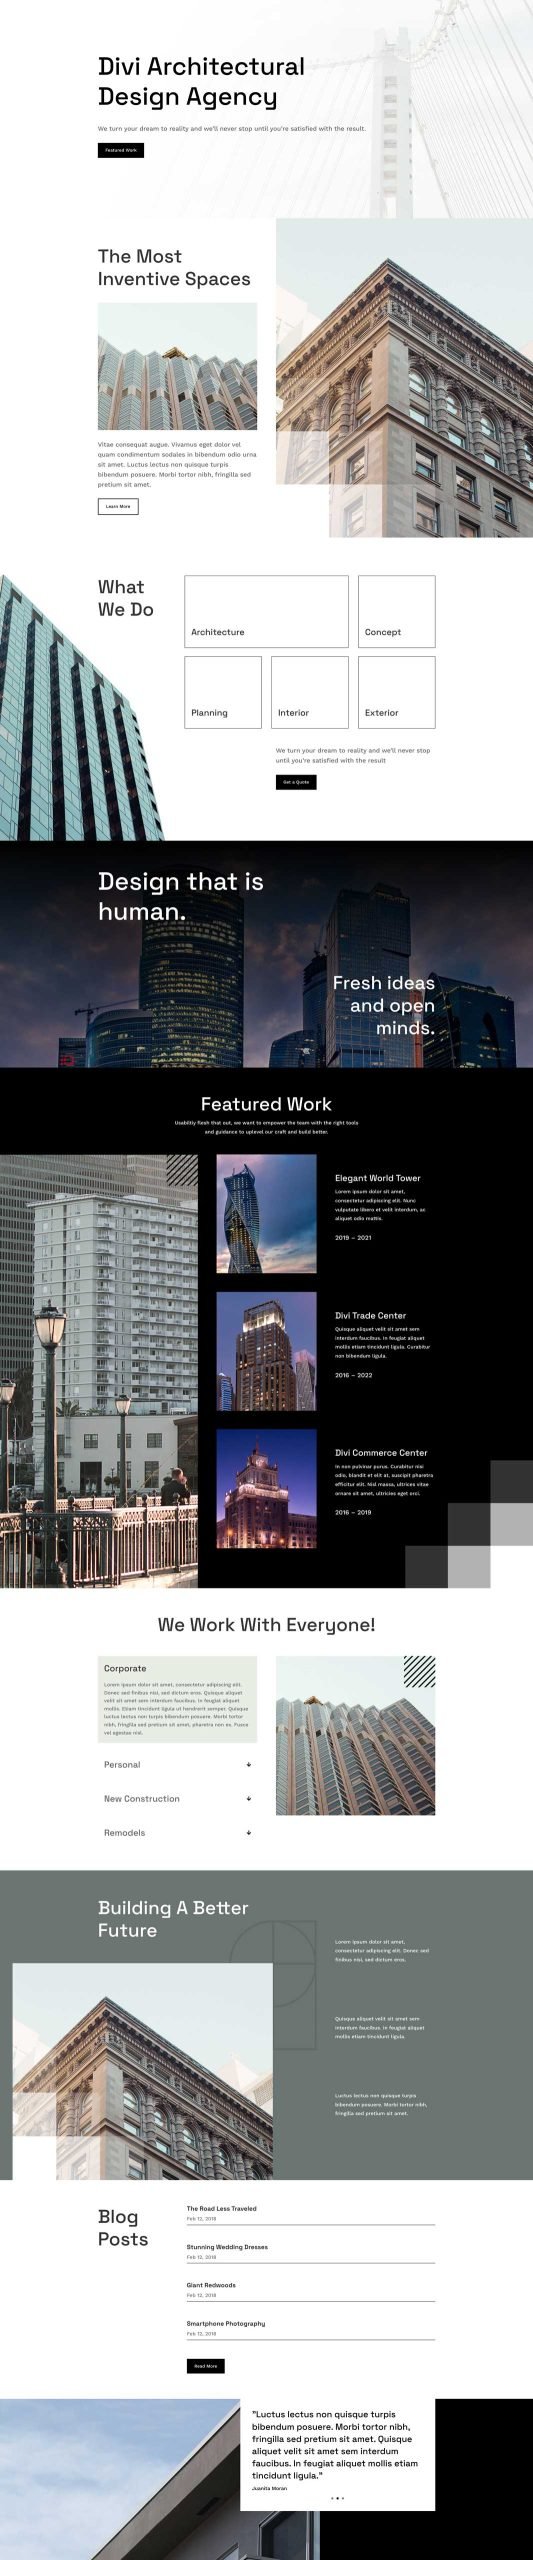 Divi Architectural
Design Agency
We turn your dream to reality and we'll never stop until you're satisfied with the result.
Featured Work
The Most
Inventive Spaces
Vitae consequat augue. Vivamus eget dolor vel
quam condimentum sodales in bibendum odio urna
sit amet. Luctus lectus non quisque turpis
bibendum posuere. Morbi tortor nibh, fringilla sed
pretium sit amet.
Learn More
What
We Do
Architecture
Concept
Planning
Interior
Exterior
We turn your dream to reality and we'll never stop
until you're satisfied with the result
Get a Quote
Design that is
human.
Fresh ideas
and open
minds.
Featured Work
Usability flesh that out, we want to empower the team with the right tools
and guidance to uplevel our craft and build better.
Elegant World Tower
Lorem ipsum dolor sit amet,
consectetur adipiscing elit. Nunc
vulputate libero et velit interdum, ac
aliquet odio mattis.
2019 – 2021
Divi Trade Center
Quisque aliquet velit sit amet sem
interdum faucibus. In feugiat aliquet
mollis etiam tincidunt ligula. Curabitur
non bibendum ligula.
2016 – 2022
Divi Commerce Center
In non pulvinar purus. Curabitur nisi
odio, blandit et elit at, suscipit pharetra
efficitur elit. Nisl massa, ultrices vitae
ornare sit amet, ultricies eget orci.
2016 – 2019
We Work With Everyone!
Corporate
Lorem ipsum dolor sit amet, consectetur adipiscing elit.
Donec sed finibus nisi, sed dictum eros. Quisque aliquet
velit sit amet sem interdum faucibus. In feugiat aliquet
mollis. Etiam tincidunt ligula ut hendrerit semper. Quisque
luctus lectus non turpis bibendum posuere. Morbi tortor
nibh, fringilla sed pretium sit amet, pharetra non ex. Fusce
vel egestas nisl.
Personal
New Construction
Remodels
Building A Better
Future
Lorem ipsum dolor sit amet,
consectetur adipiscing elit. Donec sed
finibus nisi, sed dictum eros.
Quisque aliquet velit sit amet sem
interdum faucibus. In feugiat aliquet
mollis etiam tincidunt ligula.
Luctus lectus non quisque turpis
bibendum posuere. Morbi tortor nibh,
fringilla sed pretium sit amet.
Blog
Posts
The Road Less Traveled
Feb 12, 2018
Stunning Wedding Dresses
Feb 12, 2018
Giant Redwoods
Feb 12, 2018
Smartphone Photography
Feb 12, 2018
Read More
"Luctus lectus non quisque turpis
bibendum posuere. Morbi tortor nibh,
fringilla sed pretium sit amet. Quisque
aliquet velit sit amet sem interdum
faucibus. In feugiat aliquet mollis etiam
tincidunt ligula."
Juanita Moran